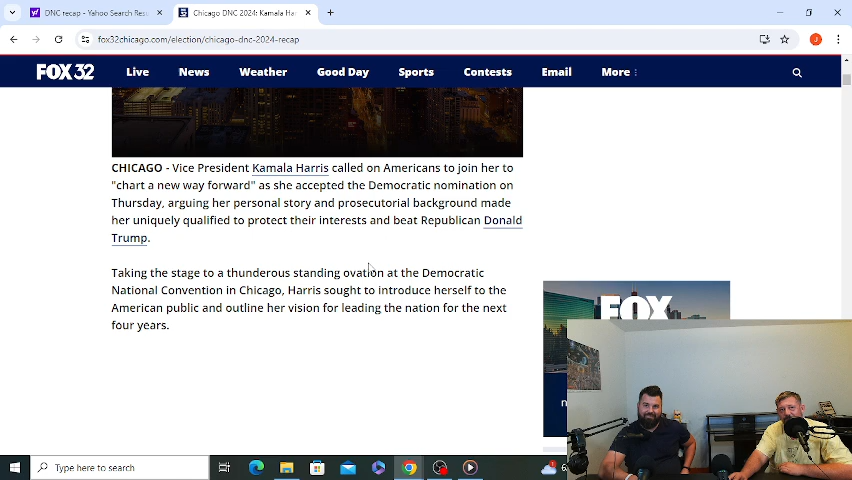 DNC recap - Yahoo Search Resu
Chicago DNC 2024: Kamala Har
fox32chicago.com/election/chicago-dnc-2024-recap
J
FOX 32
Live
News
Weather
Good Day
Sports
Contests
Email
More
CHICAGO - Vice President Kamala Harris called on Americans to join her to
"chart a new way forward" as she accepted the Democratic nomination on
Thursday, arguing her personal story and prosecutorial background made
her uniquely qualified to protect their interests and beat Republican Donald
Trump.
Taking the stage to a thunderous standing ovation at the Democratic
National Convention in Chicago, Harris sought to introduce herself to the
American public and outline her vision for leading the nation for the next
four years.
FOX
Type here to search